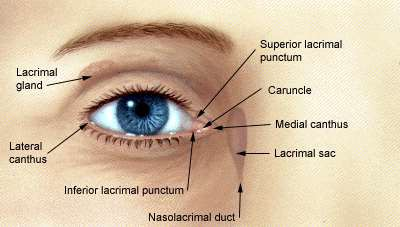 Superior lacrimal
punctum
Lacrimal
gland
Caruncle
Medial canthus
Lateral
canthus
Lacrimal sac
Inferior lacrimal punctum
Nasolacrimal duct